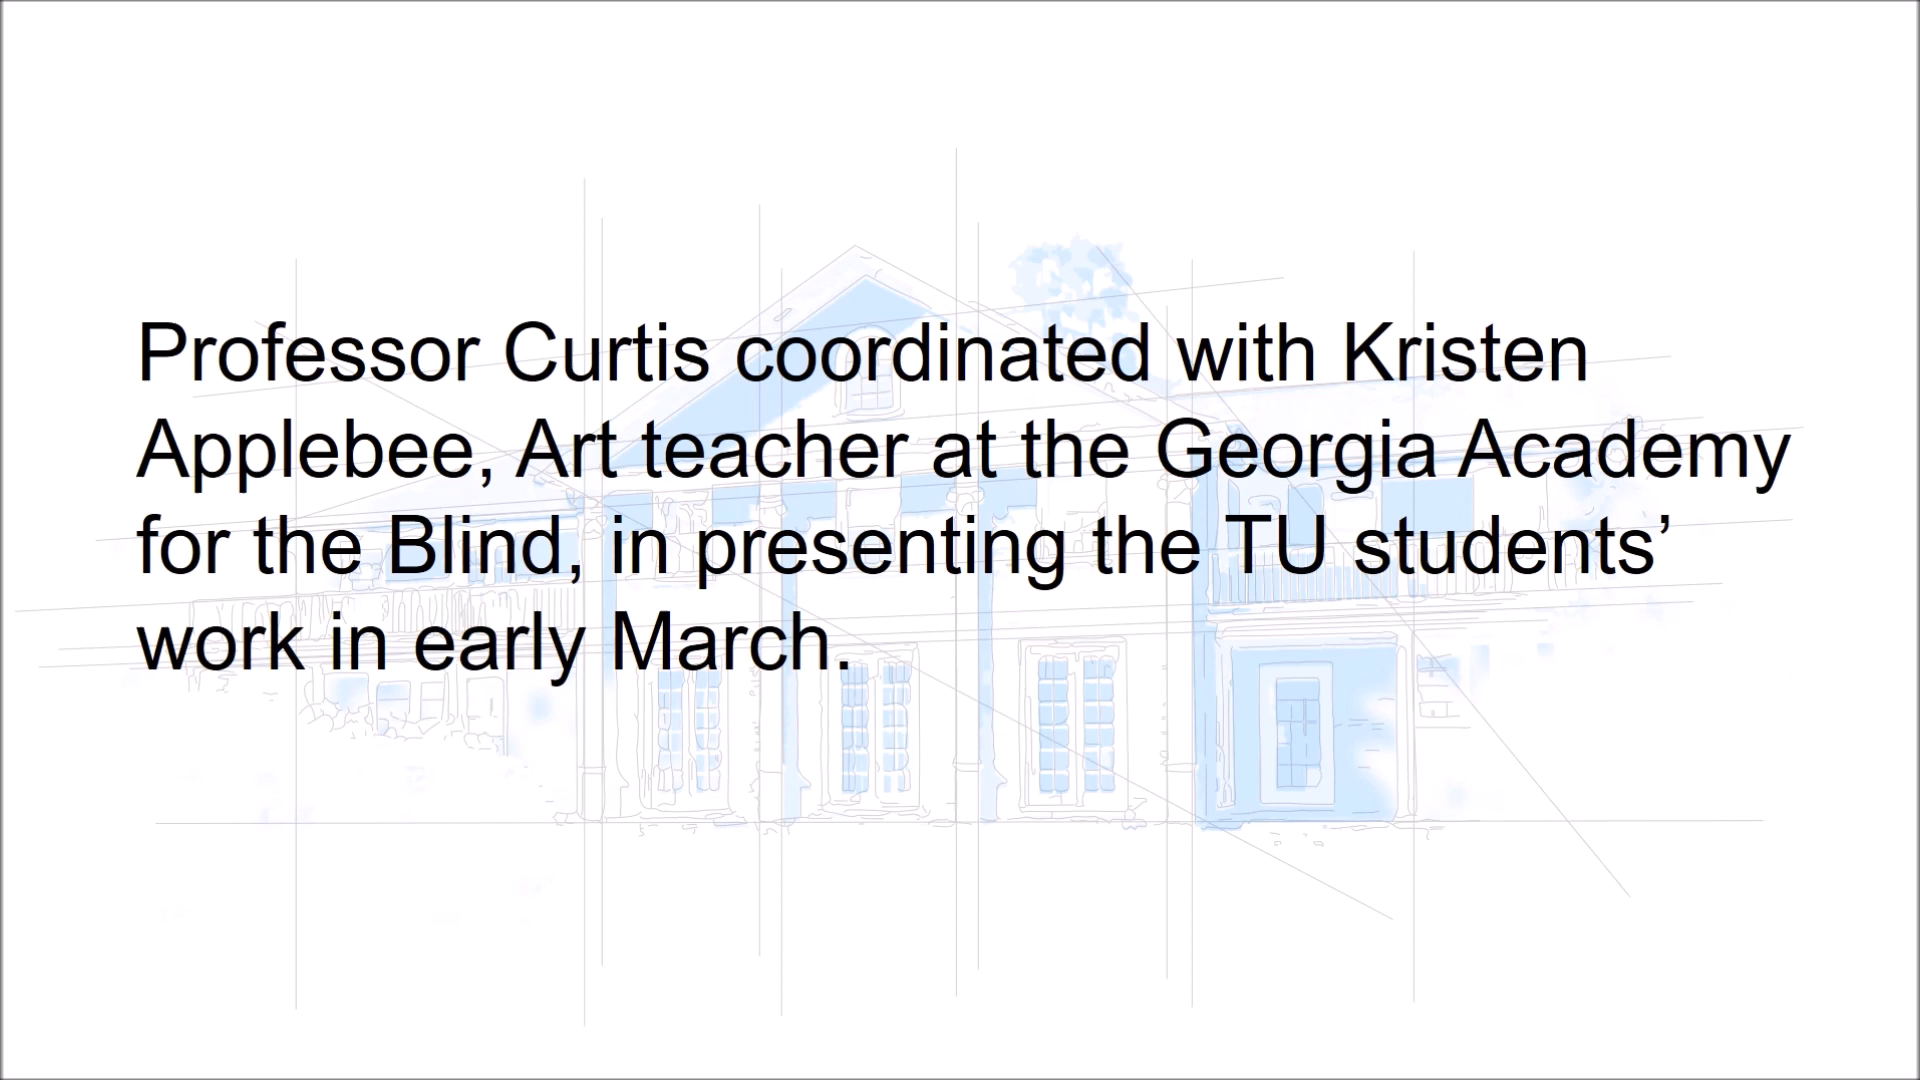 Professor Curtis coordinated with Kristen
Applebee, Art teacher at the Georgia Academy
for the Blind, in presenting the TU students’
work in early March.